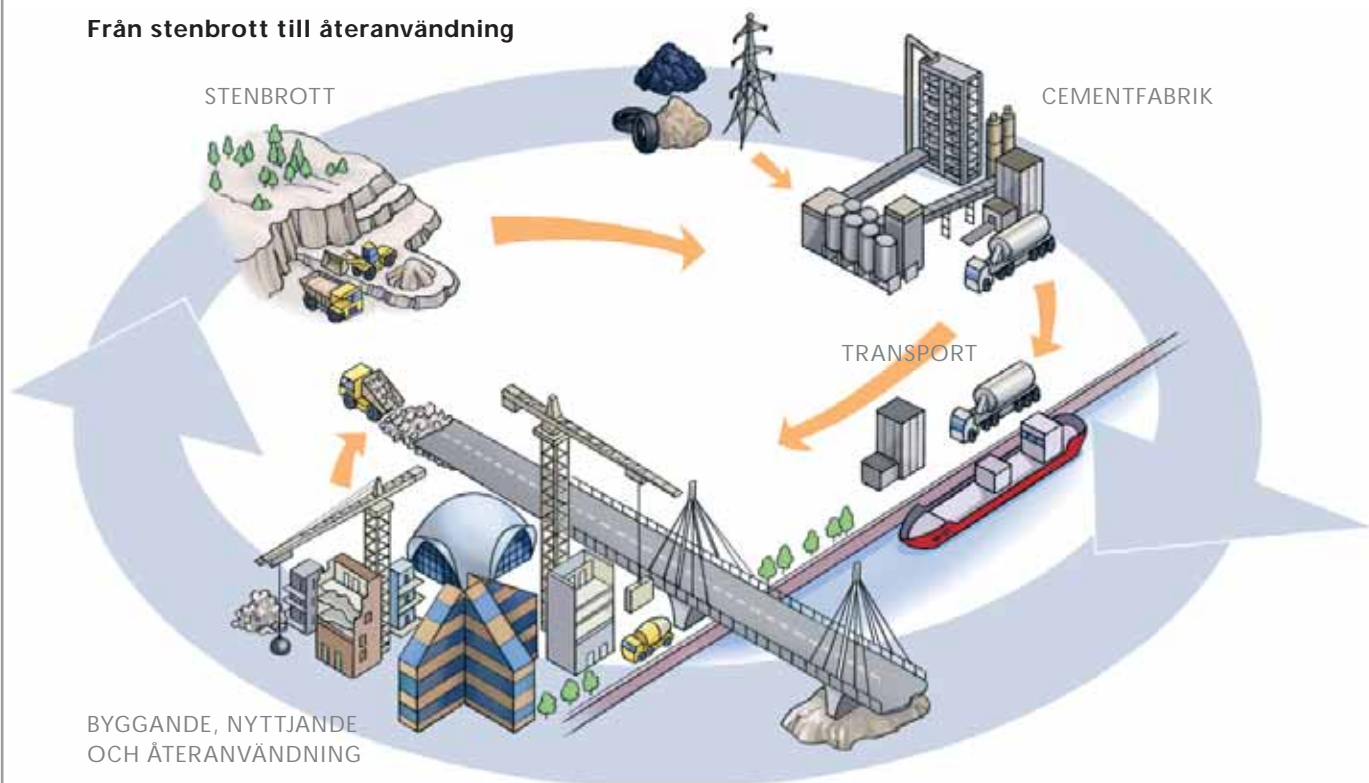 Från stenbrott till återanvändning
STENBROTT
CEMENTFABRIK
TRANSPORT
BYGGANDE, NYTTJANDE
OCH ÅTERANVÄNDNING